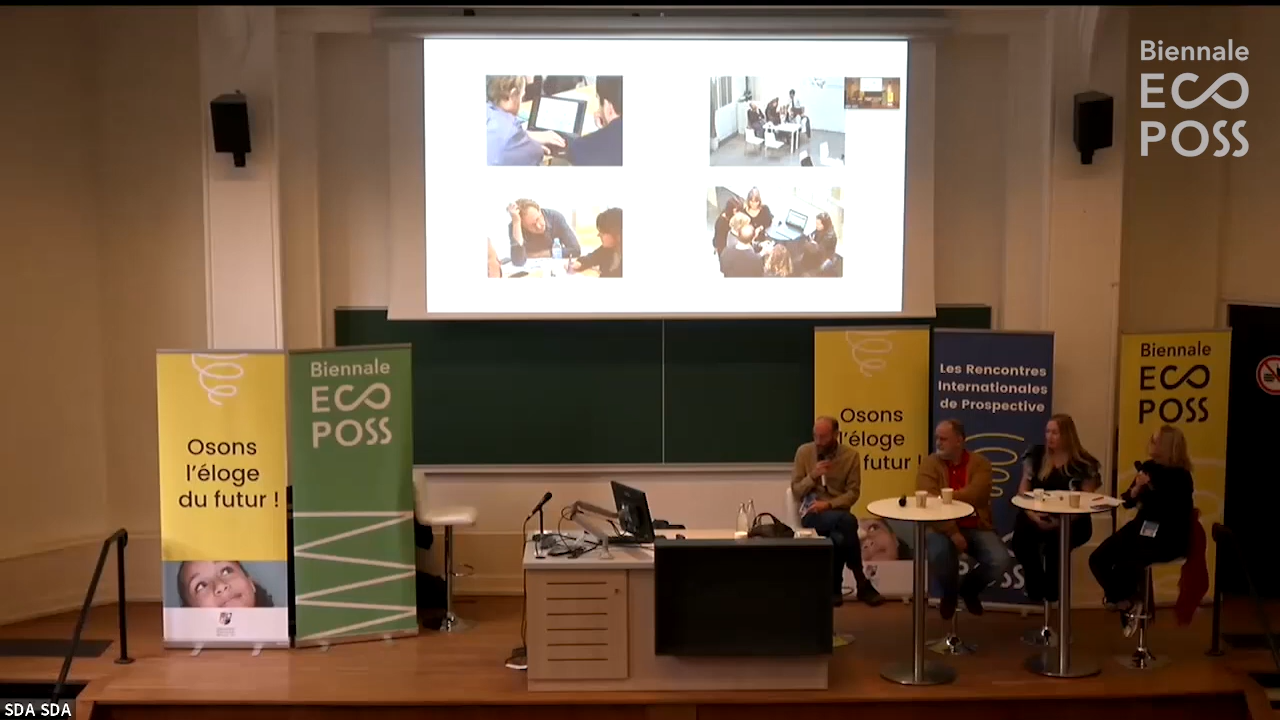 Biennale
ECO
POSS
Osons
l'éloge
du futur !
Biennale
ECO
POSS
Osons
l'éloge
futur !
Les Rencontres
Internationales
de Prospective
SS
Biennale
ECO
POSS
SDA SDA